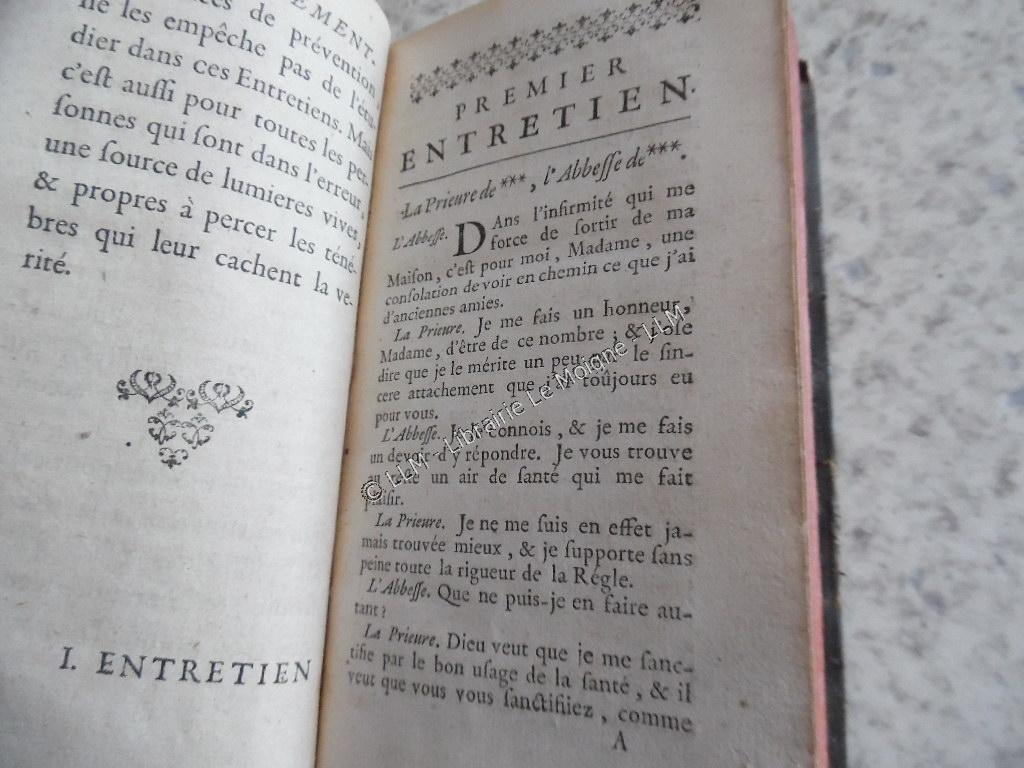 EMENT.
de prévention,
ne les empêche pas de l'étu-
dier dans ces Entretiens. Mais
c'eſt auſſi pour toutes les per-
ſonnes qui ſont dans l'erreur,
une ſource de lumieres vives,
& propres à percer les téné-
bres qui leur cachent la ve-
rité.
I. ENTRETIEN
PREMIER
ENTRETIEN.
La Prieure de ***, l'Abbeſſe de ***.
L'Abbeſſe. DAns l'infirmité qui me
force de ſortir de ma
Maiſon, c'eſt pour moi, Madame, une
conſolation de voir en chemin ce que j'ai
d'anciennes amies.
La Prieure. Je me fais un honneur,
Madame, d'être de ce nombre ; & j'oſe
dire que je le mérite un peu par le ſin-
cere attachement que j'ai toûjours eu
pour vous.
L'Abbeſſe. Je connois, & je me fais
un devoir d'y répondre. Je vous trouve
un air de ſanté qui me fait
plaiſir.
La Prieure. Je ne me ſuis en effet ja-
mais trouvée mieux, & je ſupporte ſans
peine toute la rigueur de la Régle.
L'Abbeſſe. Que ne puis-je en faire au-
tant ?
La Prieure. Dieu veut que je me ſanc-
tifie par le bon uſage de la ſanté, & il
veut que vous vous ſanctifiiez, comme
A
© LLM - Librairie Le Moigne - LLM